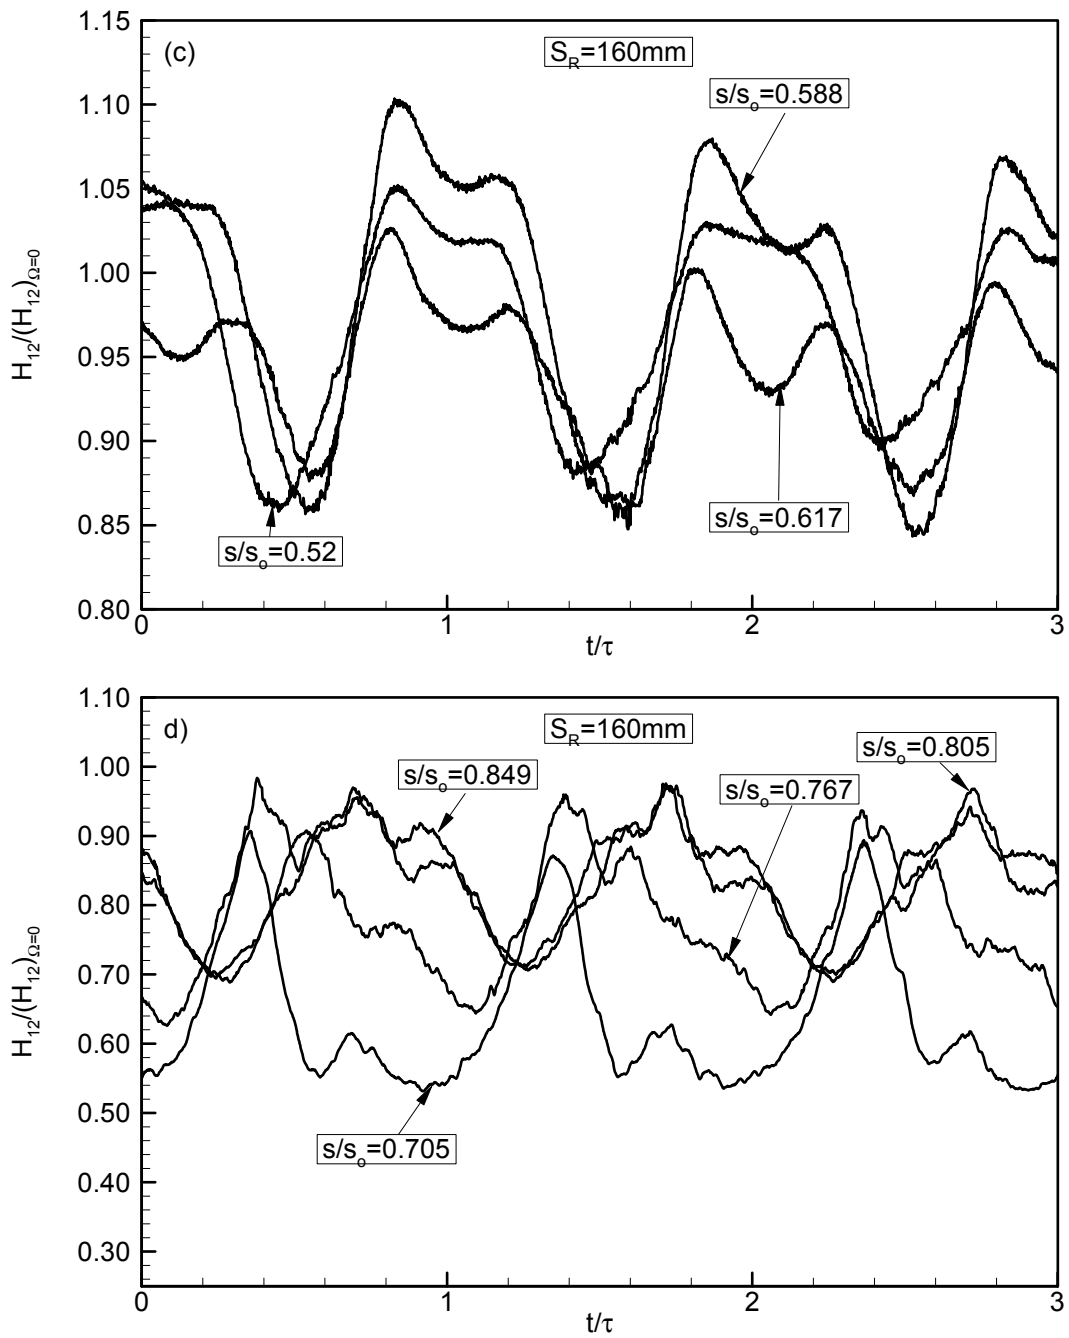 1.15
(c)
S_R=160mm
s/s_o=0.588
1.10
1.05
1.00
0.95
0.90
0.85
0.80
H_12/(H_12)_Ω=0
s/s_o=0.617
s/s_o=0.52
0 1 2 3
t/τ
1.10
d)
S_R=160mm
s/s_o=0.805
s/s_o=0.849
s/s_o=0.767
1.00
0.90
0.80
0.70
0.60
0.50
0.40
0.30
H_12/(H_12)_Ω=0
s/s_o=0.705
0 1 2 3
t/τ